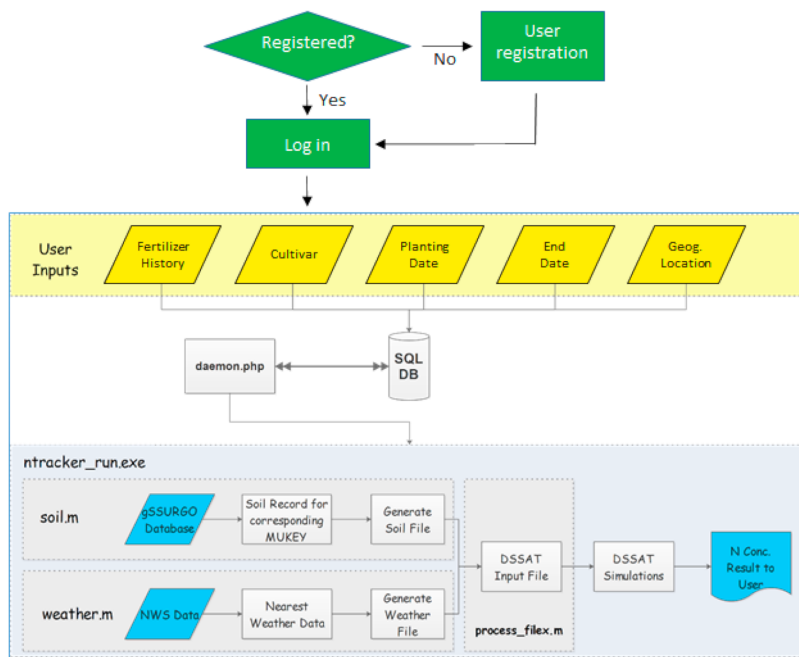 Registered?
User
registration
No
Yes
Log in
User
Inputs
Fertilizer
History
Cultivar
Planting
Date
End
Date
Geog.
Location
daemon.php
SQL
DB
ntracker_run.exe
soil.m
gSSURGO
Database
Soil Record for
corresponding
MUKEY
Generate
Soil File
weather.m
NWS Data
Nearest
Weather Data
Generate
Weather
File
DSSAT
Input File
process_filex.m
DSSAT
Simulations
N Conc.
Result to
User